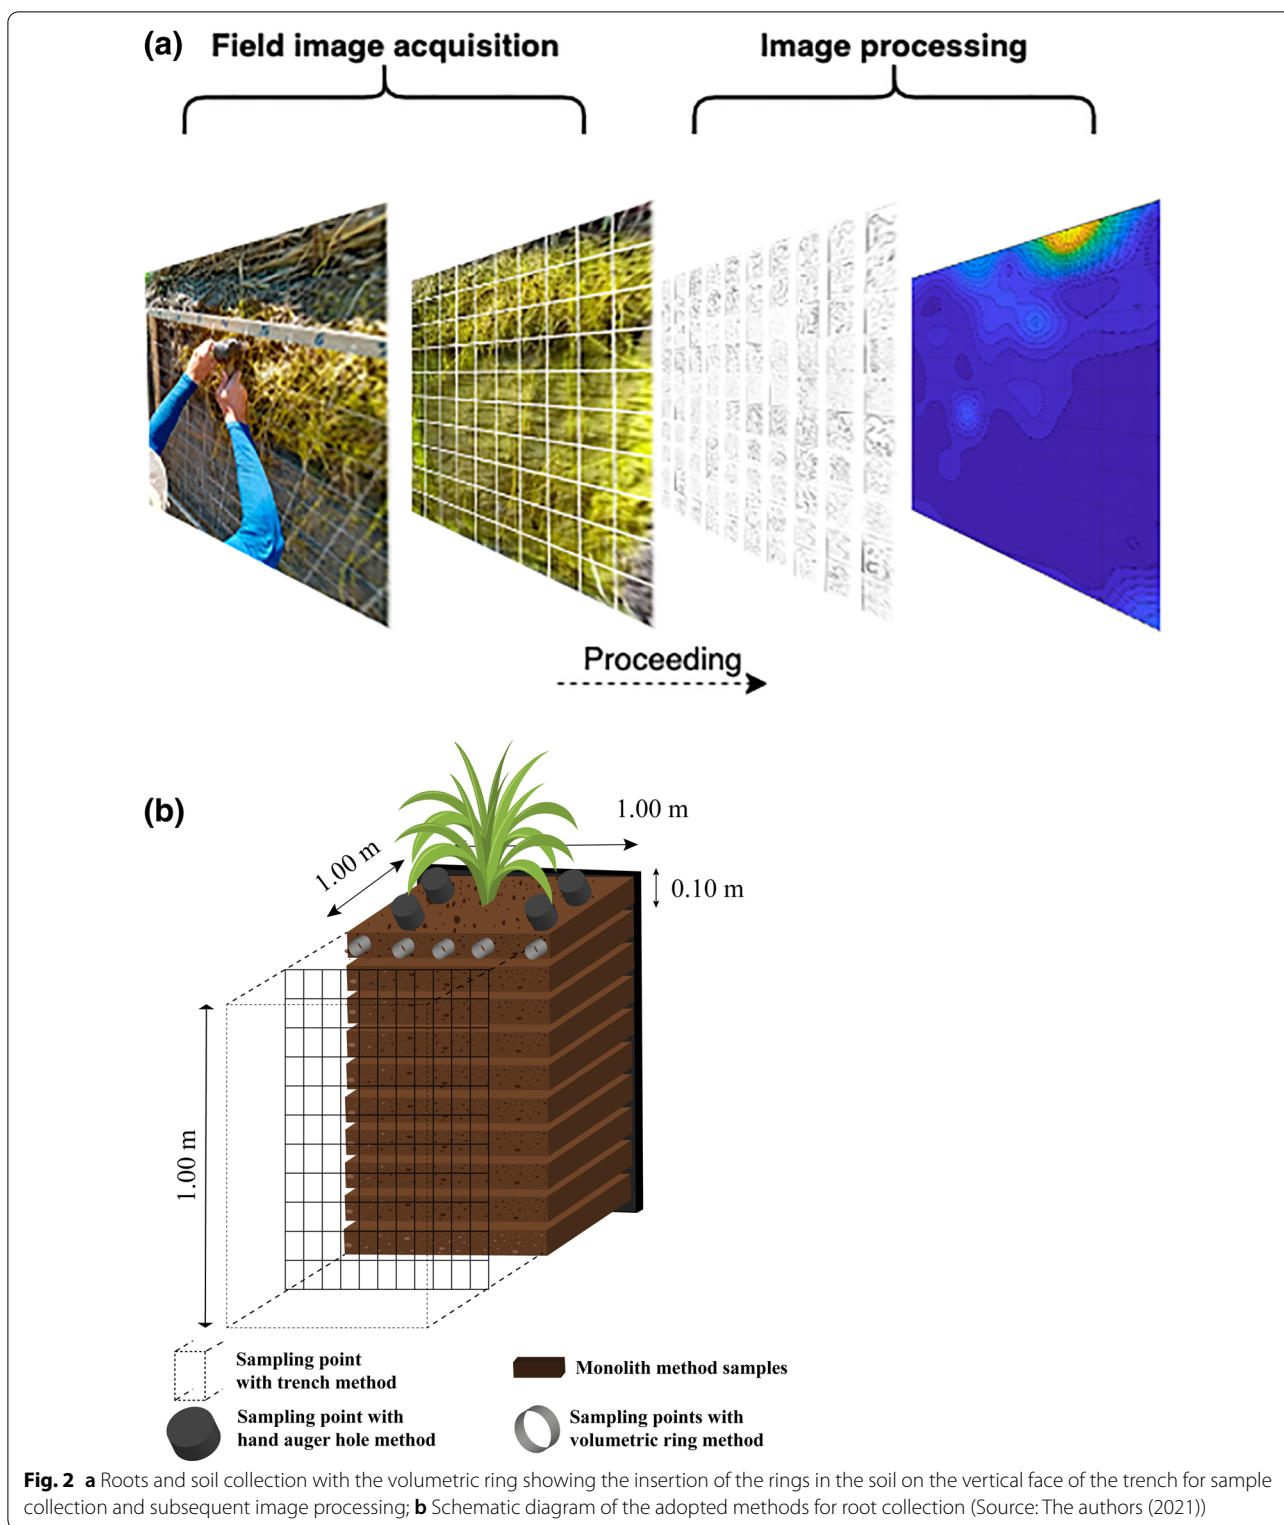 (a) Field image acquisition Image processing
Proceeding
(b)
1.00 m
1.00 m
0.10 m
1.00 m
Sampling point
with trench method
Monolith method samples
Sampling point with
hand auger hole method
Sampling points with
volumetric ring method
Fig. 2 a Roots and soil collection with the volumetric ring showing the insertion of the rings in the soil on the vertical face of the trench for sample
collection and subsequent image processing; b Schematic diagram of the adopted methods for root collection (Source: The authors (2021))